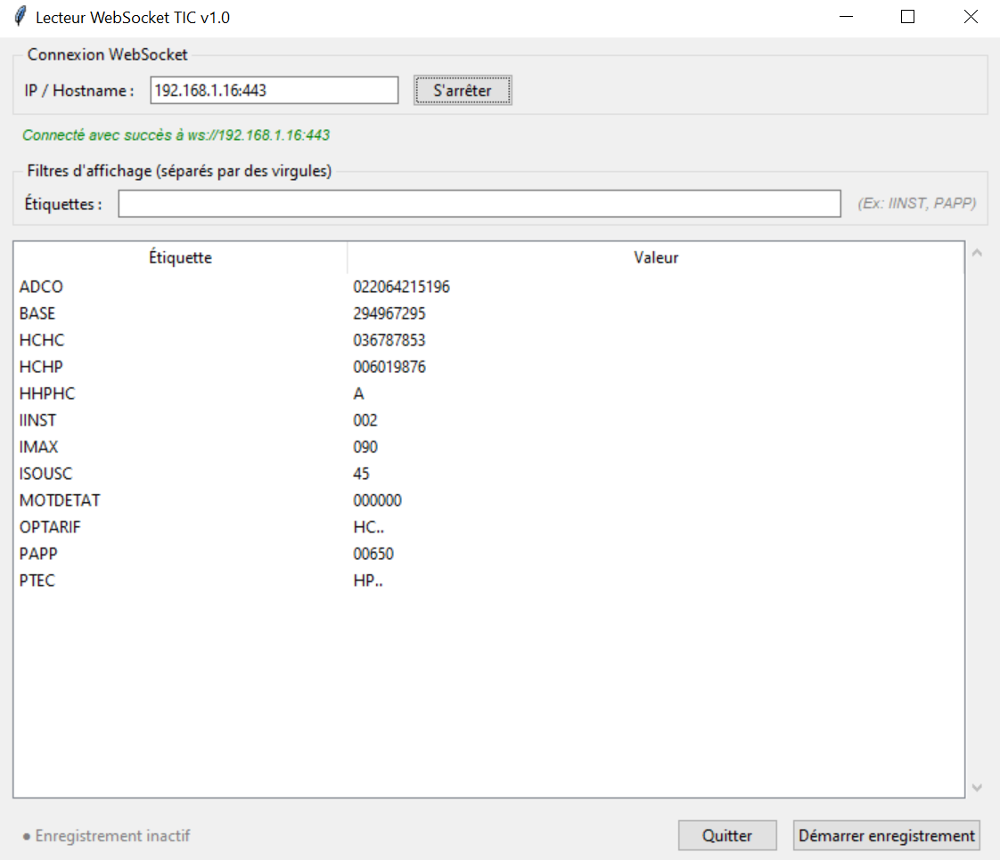 Lecteur WebSocket TIC v1.0
Connexion WebSocket
IP / Hostname : 192.168.1.16:443 S'arrêter
Connecté avec succès à ws://192.168.1.16:443
Filtres d'affichage (séparés par des virgules)
Étiquettes : (Ex: IINST, PAPP)
Étiquette Valeur
ADCO 022064215196
BASE 294967295
HCHC 036787853
HCHP 006019876
HHPHC A
IINST 002
IMAX 090
ISOUSC 45
MOTDETAT 000000
OPTARIF HC..
PAPP 00650
PTEC HP..
● Enregistrement inactif Quitter Démarrer enregistrement